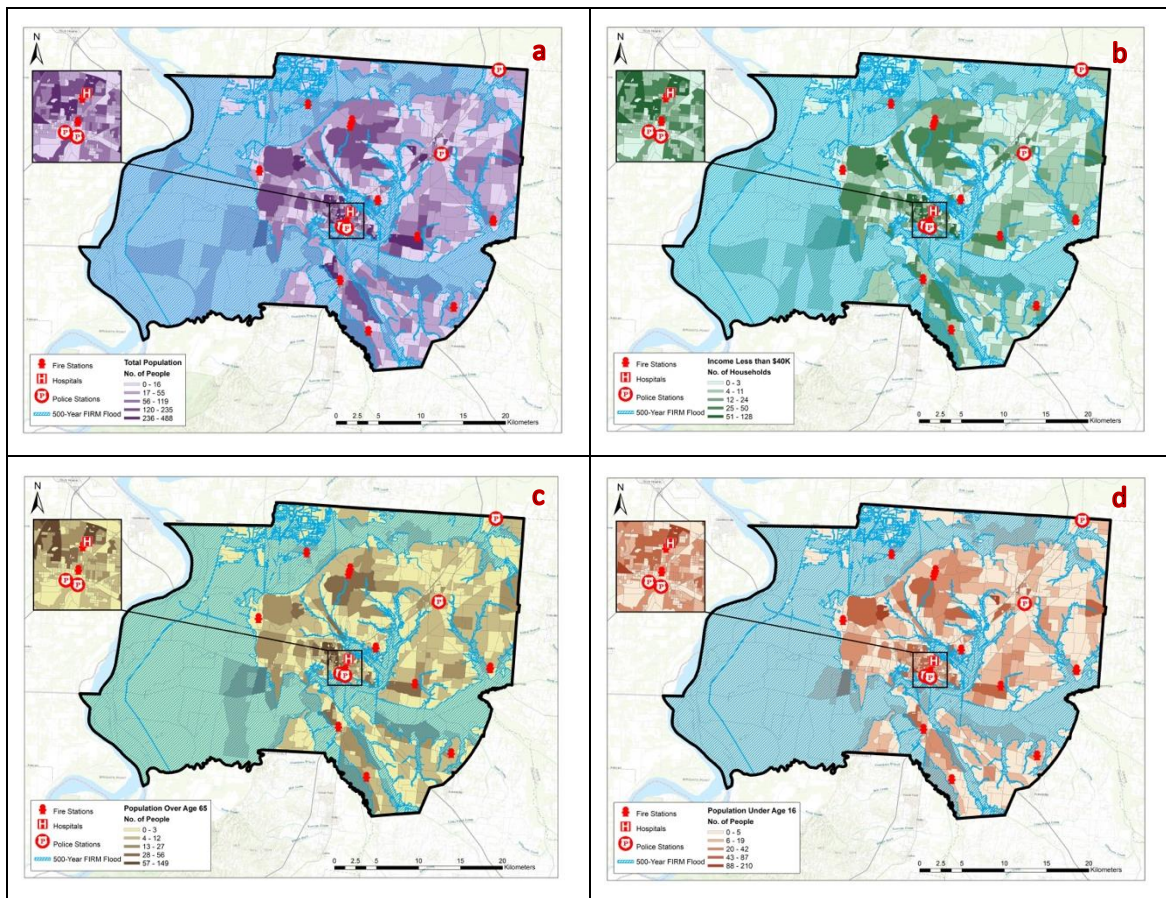 a
N
H
P
P
P
P
H
P
Fire Stations
Hospitals
Police Stations
500-Year FIRM Flood
Total Population
No. of People
0 - 16
17 - 55
56 - 119
120 - 235
236 - 488
0 2.5 5 10 15 20
Kilometers
b
N
H
P
P
P
P
H
P
Fire Stations
Hospitals
Police Stations
500-Year FIRM Flood
Income Less than $40K
No. of Households
0 - 3
4 - 11
12 - 24
25 - 50
51 - 128
0 2.5 5 10 15 20
Kilometers
c
N
H
P
P
P
P
H
P
Fire Stations
Hospitals
Police Stations
500-Year FIRM Flood
Population Over Age 65
No. of People
0 - 3
4 - 12
13 - 27
28 - 56
57 - 149
0 2.5 5 10 15 20
Kilometers
d
N
H
P
P
P
P
H
P
Fire Stations
Hospitals
Police Stations
500-Year FIRM Flood
Population Under Age 16
No. of People
0 - 5
6 - 19
20 - 42
43 - 87
88 - 210
0 2.5 5 10 15 20
Kilometers